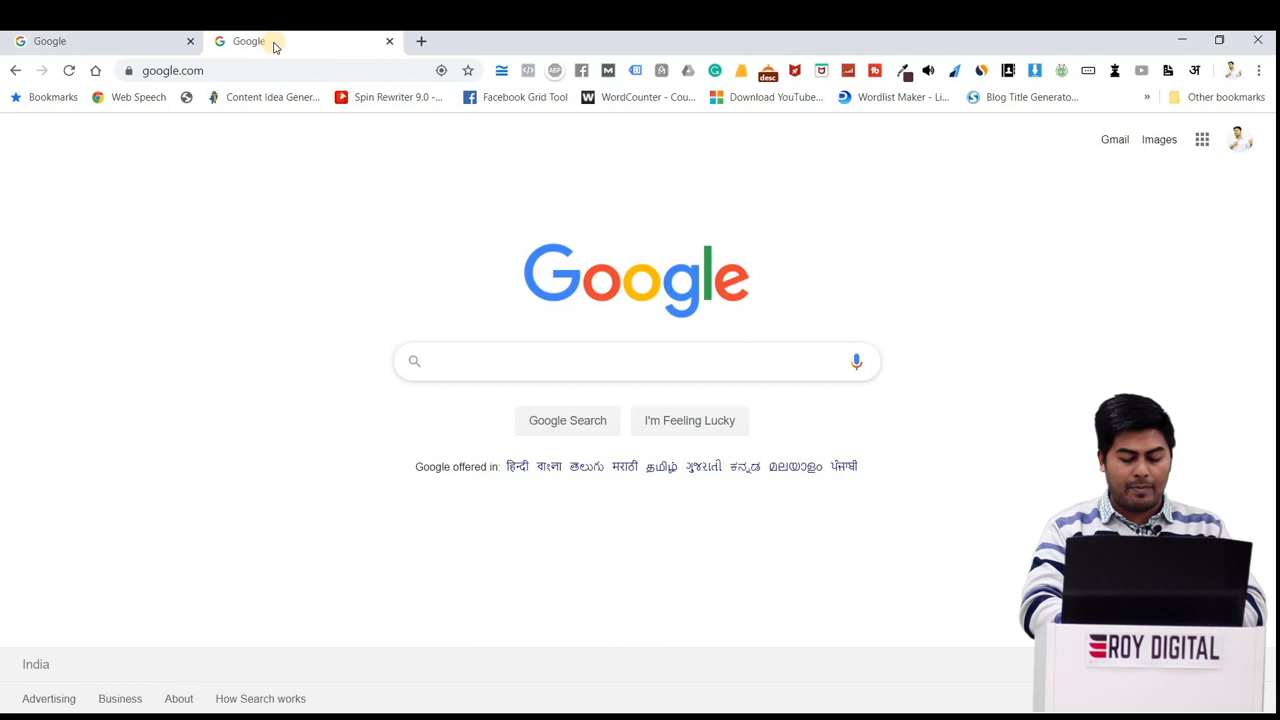 Google
Google
google.com
ABP
desc
अ
Bookmarks
Web Speech
Content Idea Gener...
Spin Rewriter 9.0 -...
Facebook Grid Tool
WordCounter - Cou...
Download YouTube...
Wordlist Maker - Li...
Blog Title Generato...
»
Other bookmarks
Gmail
Images
Google
Google Search
I'm Feeling Lucky
Google offered in: हिन्दी বাংলা తెలుగు मराठी தமிழ் ગુજરાતી ಕನ್ನಡ മലയാളം ਪੰਜਾਬੀ
ROY DIGITAL
India
Advertising
Business
About
How Search works